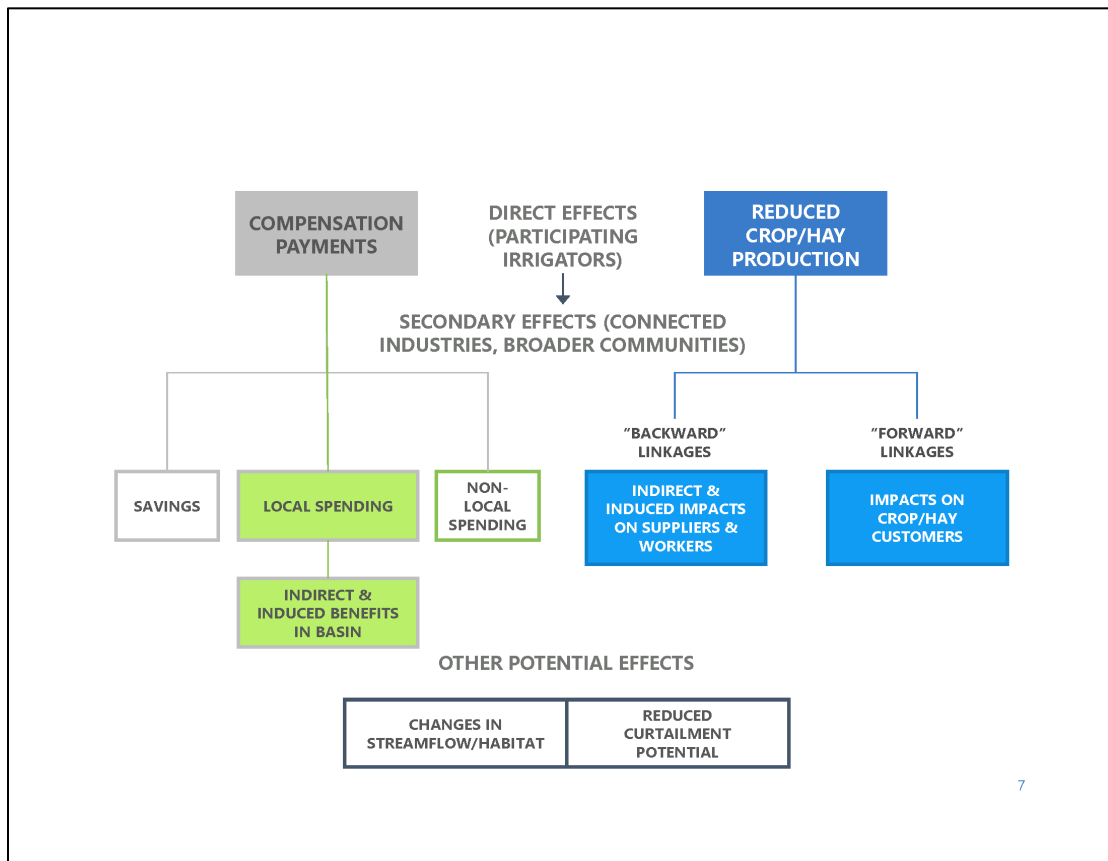 COMPENSATION
PAYMENTS
DIRECT EFFECTS
(PARTICIPATING
IRRIGATORS)
REDUCED
CROP/HAY
PRODUCTION
SECONDARY EFFECTS (CONNECTED
INDUSTRIES, BROADER COMMUNITIES)
"BACKWARD"
LINKAGES
"FORWARD"
LINKAGES
SAVINGS
LOCAL SPENDING
NON-
LOCAL
SPENDING
INDIRECT &
INDUCED IMPACTS
ON SUPPLIERS &
WORKERS
IMPACTS ON
CROP/HAY
CUSTOMERS
INDIRECT &
INDUCED BENEFITS
IN BASIN
OTHER POTENTIAL EFFECTS
CHANGES IN
STREAMFLOW/HABITAT
REDUCED
CURTAILMENT
POTENTIAL
7